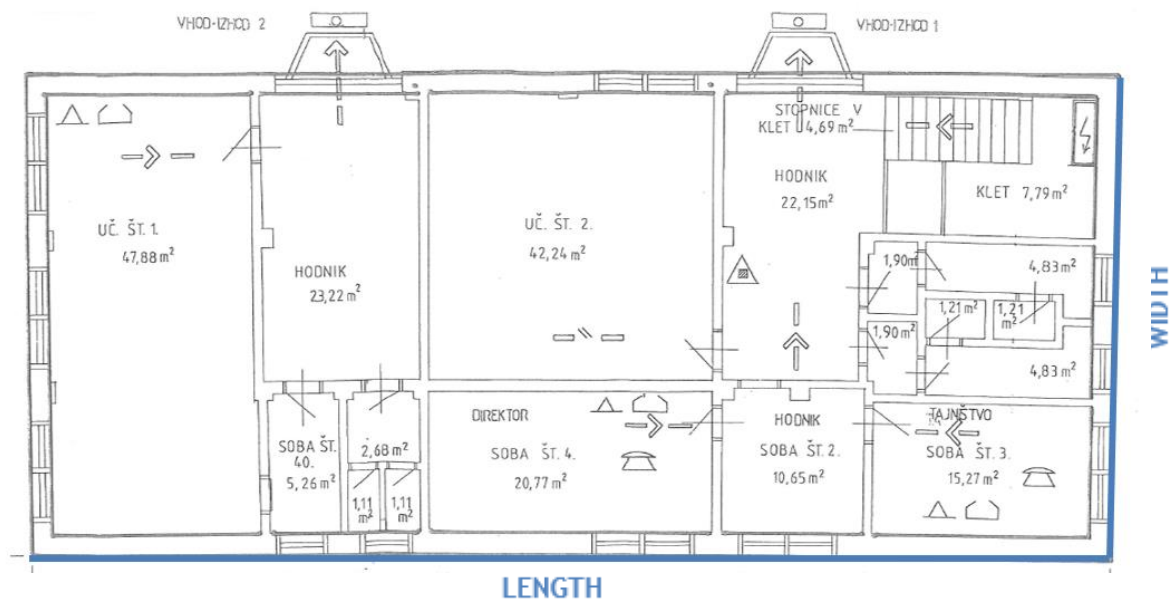 VHOD-IZHOD 2
VHOD-IZHOD 1
STOPNICE V
KLET 4,69 m²
HODNIK
22,15 m²
KLET 7,79 m²
UČ. ŠT. 1.
47,88 m²
HODNIK
23,22 m²
UČ. ŠT. 2.
42,24 m²
1,90 m²
4,83 m²
1,21 m²
1,21
m²
1,90 m²
4,83 m²
DIREKTOR
SOBA ŠT. 4.
20,77 m²
HODNIK
SOBA ŠT. 2.
10,65 m²
TAJNŠTVO
SOBA ŠT. 3.
15,27 m²
SOBA ŠT.
40.
5,26 m²
2,68 m²
1,11
m²
1,11
m²
WIDTH
LENGTH